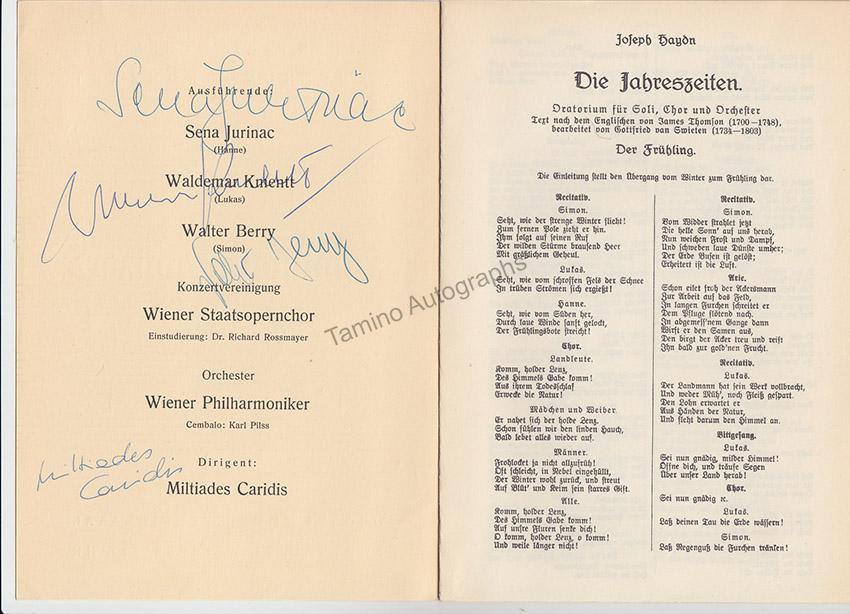 Ausführende:
Sena Jurinac
Sena Jurinac
(Hanne)
Waldemar Kmentt
(Lukas)
Walter Berry
(Simon)
Walter Berry
Konzertvereinigung
Wiener Staatsopernchor
Einstudierung: Dr. Richard Rossmayer
Orchester
Wiener Philharmoniker
Cembalo: Karl Pilss
Miltiades
Caridis
Dirigent:
Miltiades Caridis
Tamino Autographs
Joseph Haydn
Die Jahreszeiten.
Oratorium für Soli, Chor und Orchester
Text nach dem Englischen von James Thomson (1700—1748),
bearbeitet von Gottfried van Swieten (1734—1803)
Der Frühling.
Die Einleitung stellt den Übergang vom Winter zum Frühling dar.
Rezitativ.
Simon.
Seht, wie der strenge Winter flieht!
Zum fernen Pole zieht er hin.
Ihm folgt auf seinen Ruf
Der wilden Stürme brausend Heer
Mit gräßlichem Geheul.
Lukas.
Seht, wie vom schroffen Fels der Schnee
In trüben Strömen sich ergießt!
Hanne.
Seht, wie vom Süden her,
Durch laue Winde sanft gelockt,
Der Frühlingsbote streicht!
Chor.
Landleute.
Komm, holder Lenz,
Des Himmels Gabe komm!
Aus ihrem Todesschlaf
Erwecke die Natur!
Mädchen und Weiber.
Er nahet sich der holde Lenz.
Schon fühlen wir den linden Hauch,
Bald lebet alles wieder auf.
Männer.
Frohlocket ja nicht allzufrüh!
Oft schleicht, in Nebel eingehüllt,
Der Winter wohl zurück, und streut
Auf Blüt' und Keim sein starres Gift.
Alle.
Komm, holder Lenz,
Des Himmels Gabe komm!
Auf unsre Fluren senke dich!
O komm, holder Lenz, o komm!
Und weile länger nicht!
Rezitativ.
Simon.
Vom Widder strahlet jetzt
Die helle Sonn' auf uns herab,
Nun weichen Frost und Dampf,
Und schweben laue Dünste umher;
Der Erde Busen ist gelöst;
Erheitert ist die Luft.
Arie.
Schon eilet froh der Ackersmann
Zur Arbeit auf das Feld,
In langen Furchen schreitet er
Dem Pfluge flötend nach.
In abgemess'nem Gange dann
Wirft er den Samen aus,
Den birgt der Acker treu und reift
Ihn bald zur gold'nen Frucht.
Rezitativ.
Lukas.
Der Landmann hat sein Werk vollbracht,
Und weder Müh', noch Fleiß gespart.
Den Lohn erwartet er
Aus Händen der Natur,
Und fleht darum den Himmel an.
Bittgesang.
Lukas.
Sei nun gnädig, milder Himmel!
Öffne dich, und träufe Segen
Über unser Land herab!
Chor.
Sei nun gnädig ꝛc.
Lukas.
Laß deinen Tau die Erde wässern!
Simon.
Laß Regenguß die Furchen tränken!